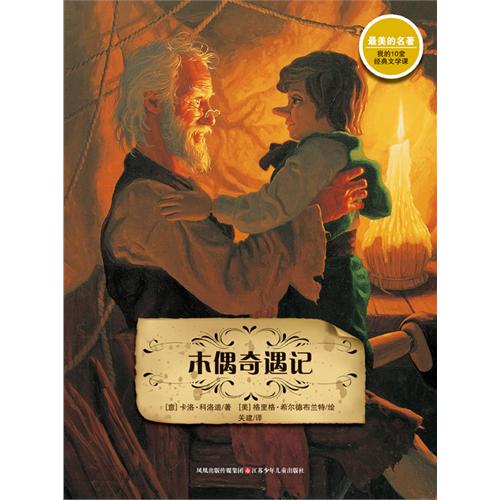 最美的名著
我的10堂
经典文学课
木偶奇遇记
[意] 卡洛·科洛迪/著 [美] 格里格·希尔德布兰特/绘
关建/译
凤凰出版传媒集团 江苏少年儿童出版社